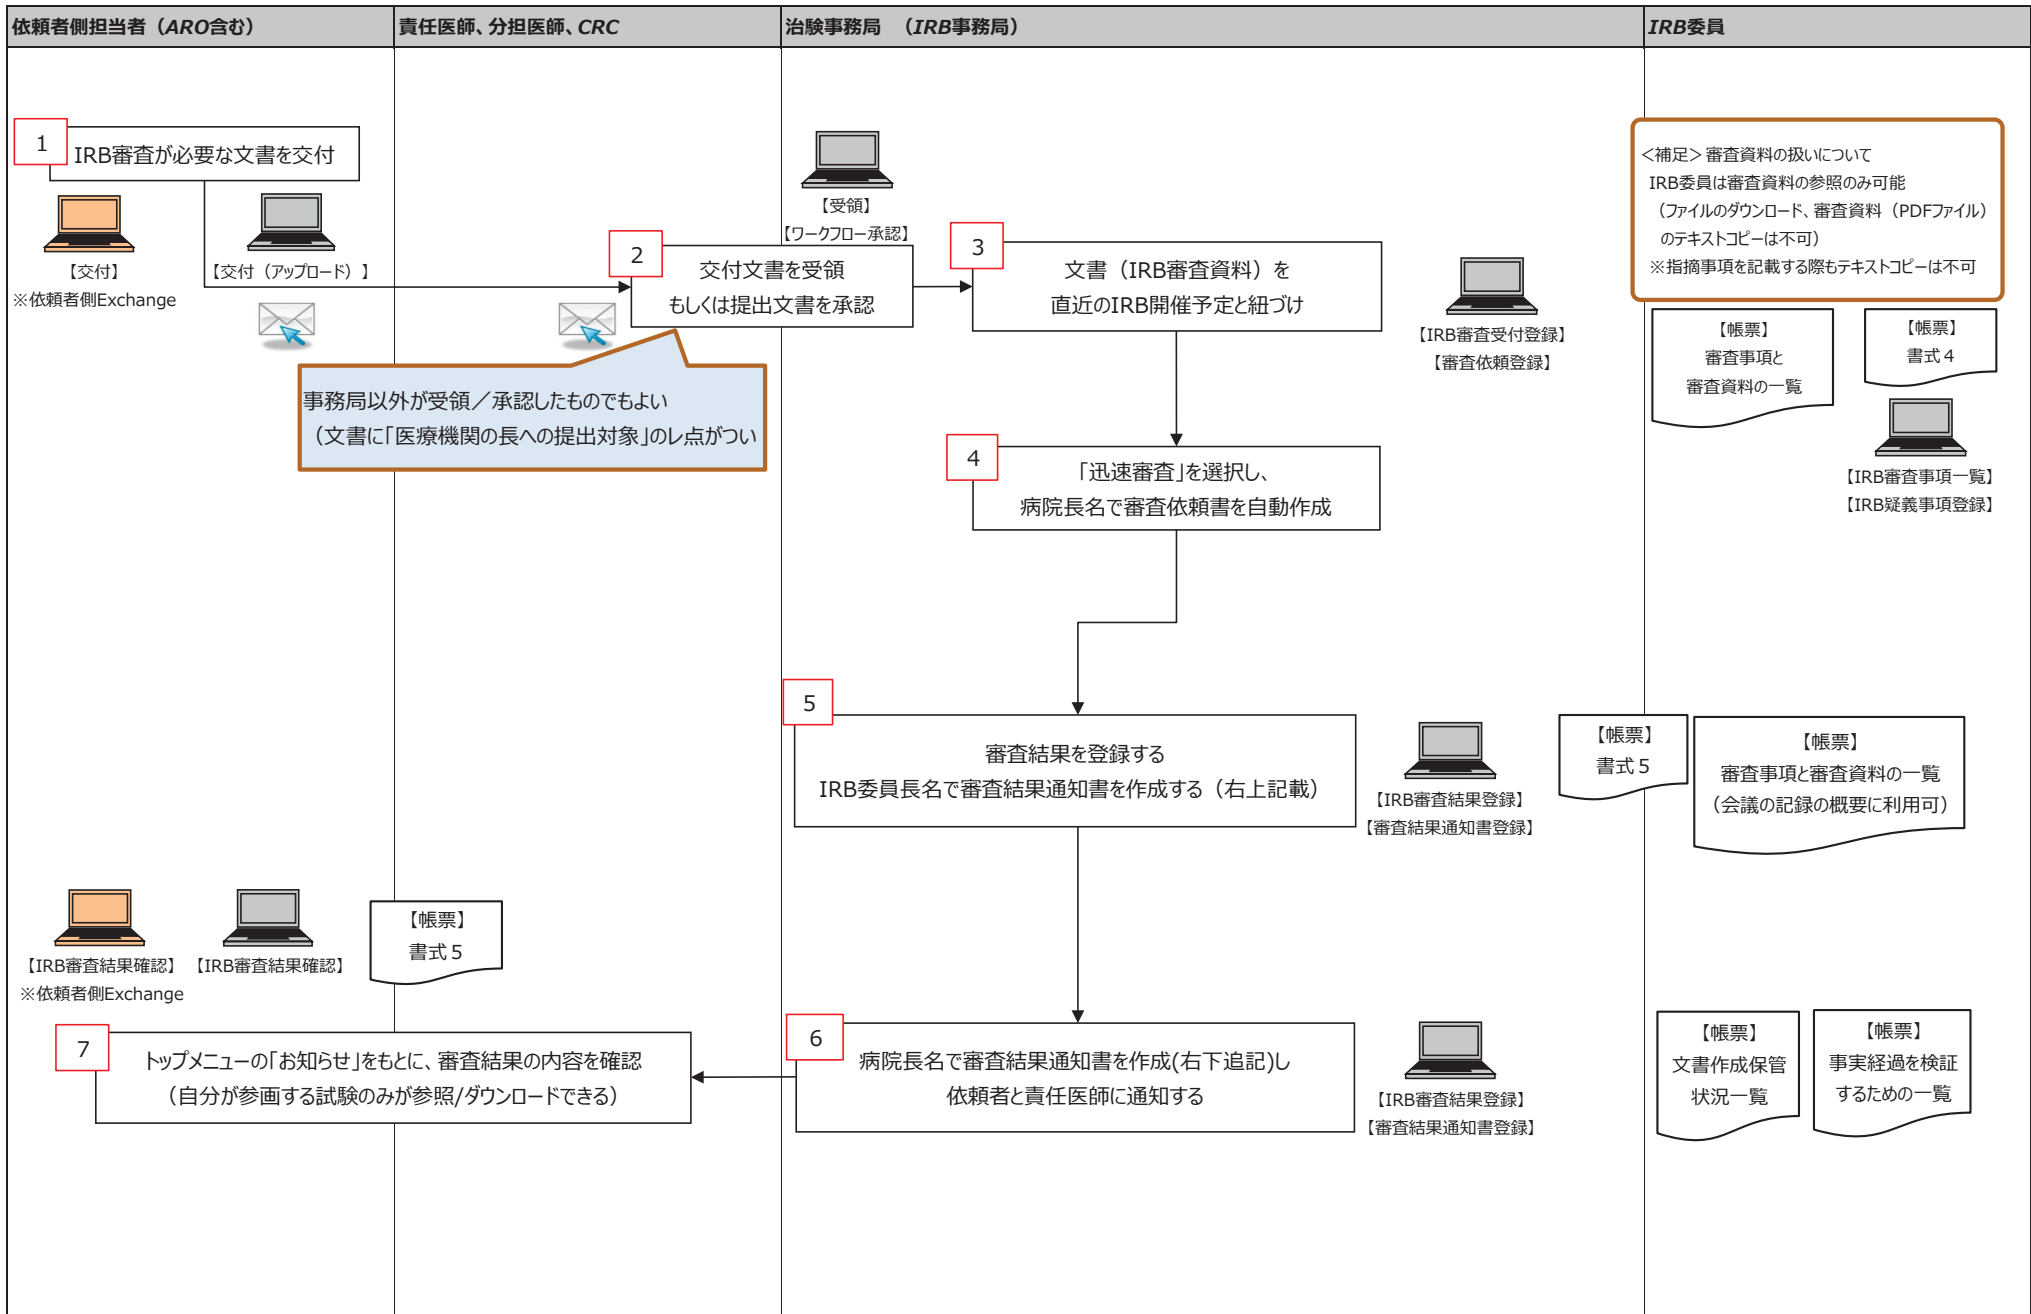 依頼者側担当者（ARO含む）
責任医師、分担医師、CRC
治験事務局　（IRB事務局）
IRB委員
1
IRB審査が必要な文書を交付
【交付】
※依頼者側Exchange
【交付（アップロード）】
【受領】
【ワークフロー承認】
2
交付文書を受領
もしくは提出文書を承認
事務局以外が受領／承認したものでもよい
（文書に「医療機関の長への提出対象」のレ点がつい
3
文書（IRB審査資料）を
直近のIRB開催予定と紐づけ
【IRB審査受付登録】
【審査依頼登録】
＜補足＞審査資料の扱いについて
IRB委員は審査資料の参照のみ可能
（ファイルのダウンロード、審査資料（PDFファイル）
のテキストコピーは不可）
※指摘事項を記載する際もテキストコピーは不可
【帳票】
審査事項と
審査資料の一覧
【帳票】
書式４
【IRB審査事項一覧】
【IRB疑義事項登録】
4
「迅速審査」を選択し、
病院長名で審査依頼書を自動作成
5
審査結果を登録する
IRB委員長名で審査結果通知書を作成する（右上記載）
【IRB審査結果登録】
【審査結果通知書登録】
【帳票】
書式５
【帳票】
審査事項と審査資料の一覧
（会議の記録の概要に利用可）
【IRB審査結果確認】
※依頼者側Exchange
【IRB審査結果確認】
【帳票】
書式５
6
病院長名で審査結果通知書を作成(右下追記)し
依頼者と責任医師に通知する
【IRB審査結果登録】
【審査結果通知書登録】
【帳票】
文書作成保管
状況一覧
【帳票】
事実経過を検証
するための一覧
7
トップメニューの「お知らせ」をもとに、審査結果の内容を確認
（自分が参画する試験のみが参照/ダウンロードできる）